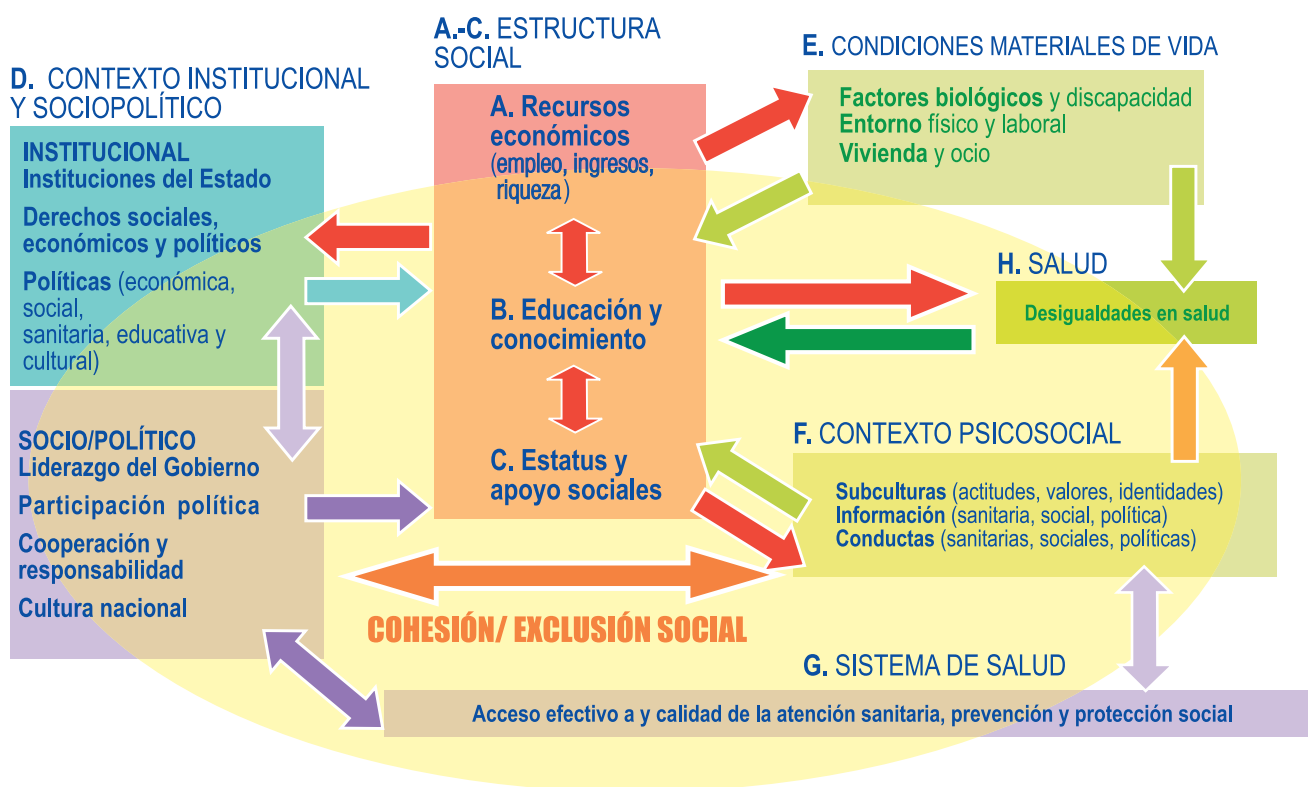 D. CONTEXTO INSTITUCIONAL
Y SOCIOPOLÍTICO
INSTITUCIONAL
Instituciones del Estado
Derechos sociales,
económicos y políticos
Políticas (económica,
social,
sanitaria, educativa y
cultural)
SOCIO/POLÍTICO
Liderazgo del Gobierno
Participación política
Cooperación y
responsabilidad
Cultura nacional
A.-C. ESTRUCTURA
SOCIAL
A. Recursos
económicos
(empleo, ingresos,
riqueza)
B. Educación y
conocimiento
C. Estatus y
apoyo sociales
COHESIÓN/ EXCLUSIÓN SOCIAL
E. CONDICIONES MATERIALES DE VIDA
Factores biológicos y discapacidad
Entorno físico y laboral
Vivienda y ocio
H. SALUD
Desigualdades en salud
F. CONTEXTO PSICOSOCIAL
Subculturas (actitudes, valores, identidades)
Información (sanitaria, social, política)
Conductas (sanitarias, sociales, políticas)
G. SISTEMA DE SALUD
Acceso efectivo a y calidad de la atención sanitaria, prevención y protección social